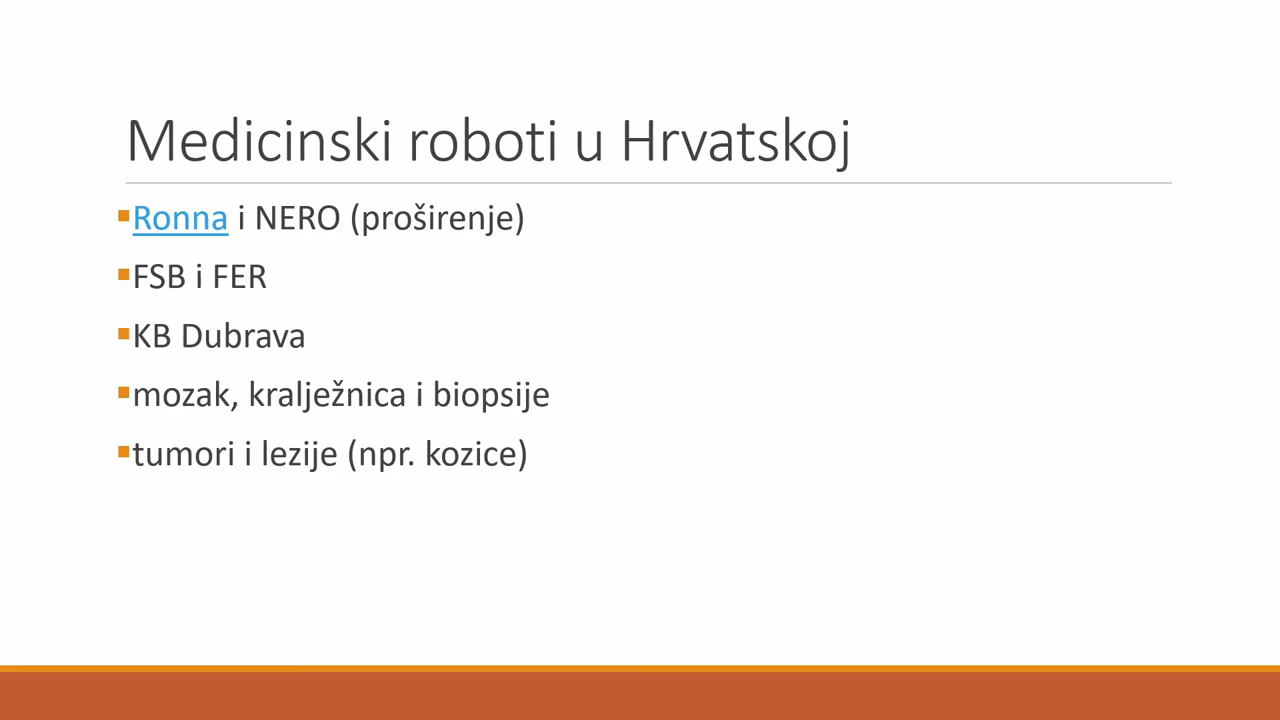 Medicinski roboti u Hrvatskoj
▪Ronna i NERO (proširenje)
▪FSB i FER
▪KB Dubrava
▪mozak, kralježnica i biopsije
▪tumori i lezije (npr. kozice)